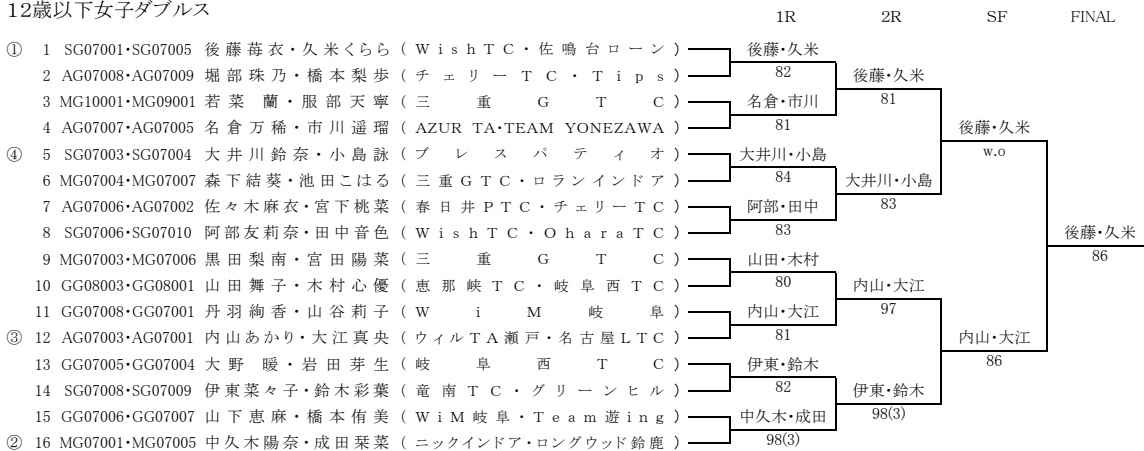 12歳以下女子ダブルス
1R 2R SF FINAL
① 1 SG07001・SG07005 後藤苺衣・久米くらら ( WishTC・佐鳴台ローン )
2 AG07008・AG07009 堀部珠乃・橋本梨歩 ( チェリーTC・Tips )
3 MG10001・MG09001 若菜 蘭・服部天寧 ( 三重GTC )
4 AG07007・AG07005 名倉万稀・市川遥瑠 ( AZUR TA・TEAM YONEZAWA )
④ 5 SG07003・SG07004 大井川鈴奈・小島詠 ( ブレスパティオ )
6 MG07004・MG07007 森下結葵・池田こはる ( 三重GTC・ロランインドア )
7 AG07006・AG07002 佐々木麻衣・宮下桃菜 ( 春日井PTC・チェリーTC )
8 SG07006・SG07010 阿部友莉奈・田中音色 ( WishTC・OharaTC )
9 MG07003・MG07006 黒田梨南・宮田陽菜 ( 三重GTC )
10 GG08003・GG08001 山田舞子・木村心優 ( 恵那峡TC・岐阜西TC )
11 GG07008・GG07001 丹羽絢香・山谷莉子 ( WiM岐阜 )
③ 12 AG07003・AG07001 内山あかり・大江真央 ( ウィルTA瀬戸・名古屋LTC )
13 GG07005・GG07004 大野 暖・岩田芽生 ( 岐阜西TC )
14 SG07008・SG07009 伊東菜々子・鈴木彩葉 ( 竜南TC・グリーンヒル )
15 GG07006・GG07007 山下恵麻・橋本侑美 ( WiM岐阜・Team遊ing )
② 16 MG07001・MG07005 中久木陽奈・成田栞菜 ( ニックインドア・ロングウッド鈴鹿 )
後藤・久米
82
名倉・市川
81
大井川・小島
84
阿部・田中
83
山田・木村
80
内山・大江
81
伊東・鈴木
82
中久木・成田
98(3)
後藤・久米
81
大井川・小島
83
内山・大江
97
伊東・鈴木
98(3)
後藤・久米
w.o
内山・大江
86
後藤・久米
86